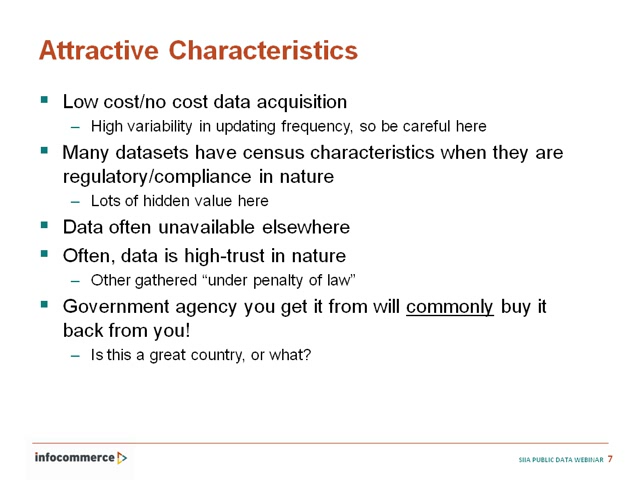 Attractive Characteristics
▪ Low cost/no cost data acquisition
– High variability in updating frequency, so be careful here
▪ Many datasets have census characteristics when they are
regulatory/compliance in nature
– Lots of hidden value here
▪ Data often unavailable elsewhere
▪ Often, data is high-trust in nature
– Other gathered “under penalty of law”
▪ Government agency you get it from will commonly buy it
back from you!
– Is this a great country, or what?
infocommerce
SIIA PUBLIC DATA WEBINAR 7